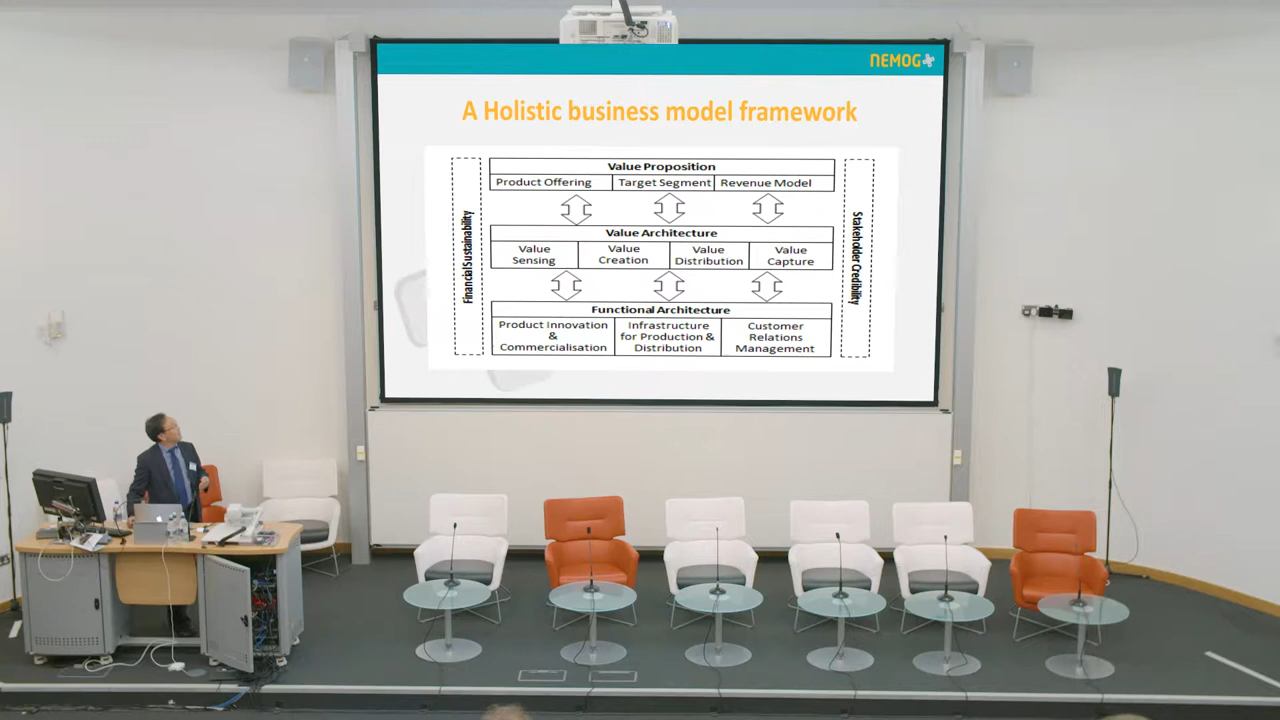 NEMOG
A Holistic business model framework
Value Proposition
Product Offering
Target Segment
Revenue Model
Financial Sustainability
Stakeholder Credibility
Value Architecture
Value
Sensing
Value
Creation
Value
Distribution
Value
Capture
Functional Architecture
Product Innovation
&
Commercialisation
Infrastructure
for Production &
Distribution
Customer
Relations
Management